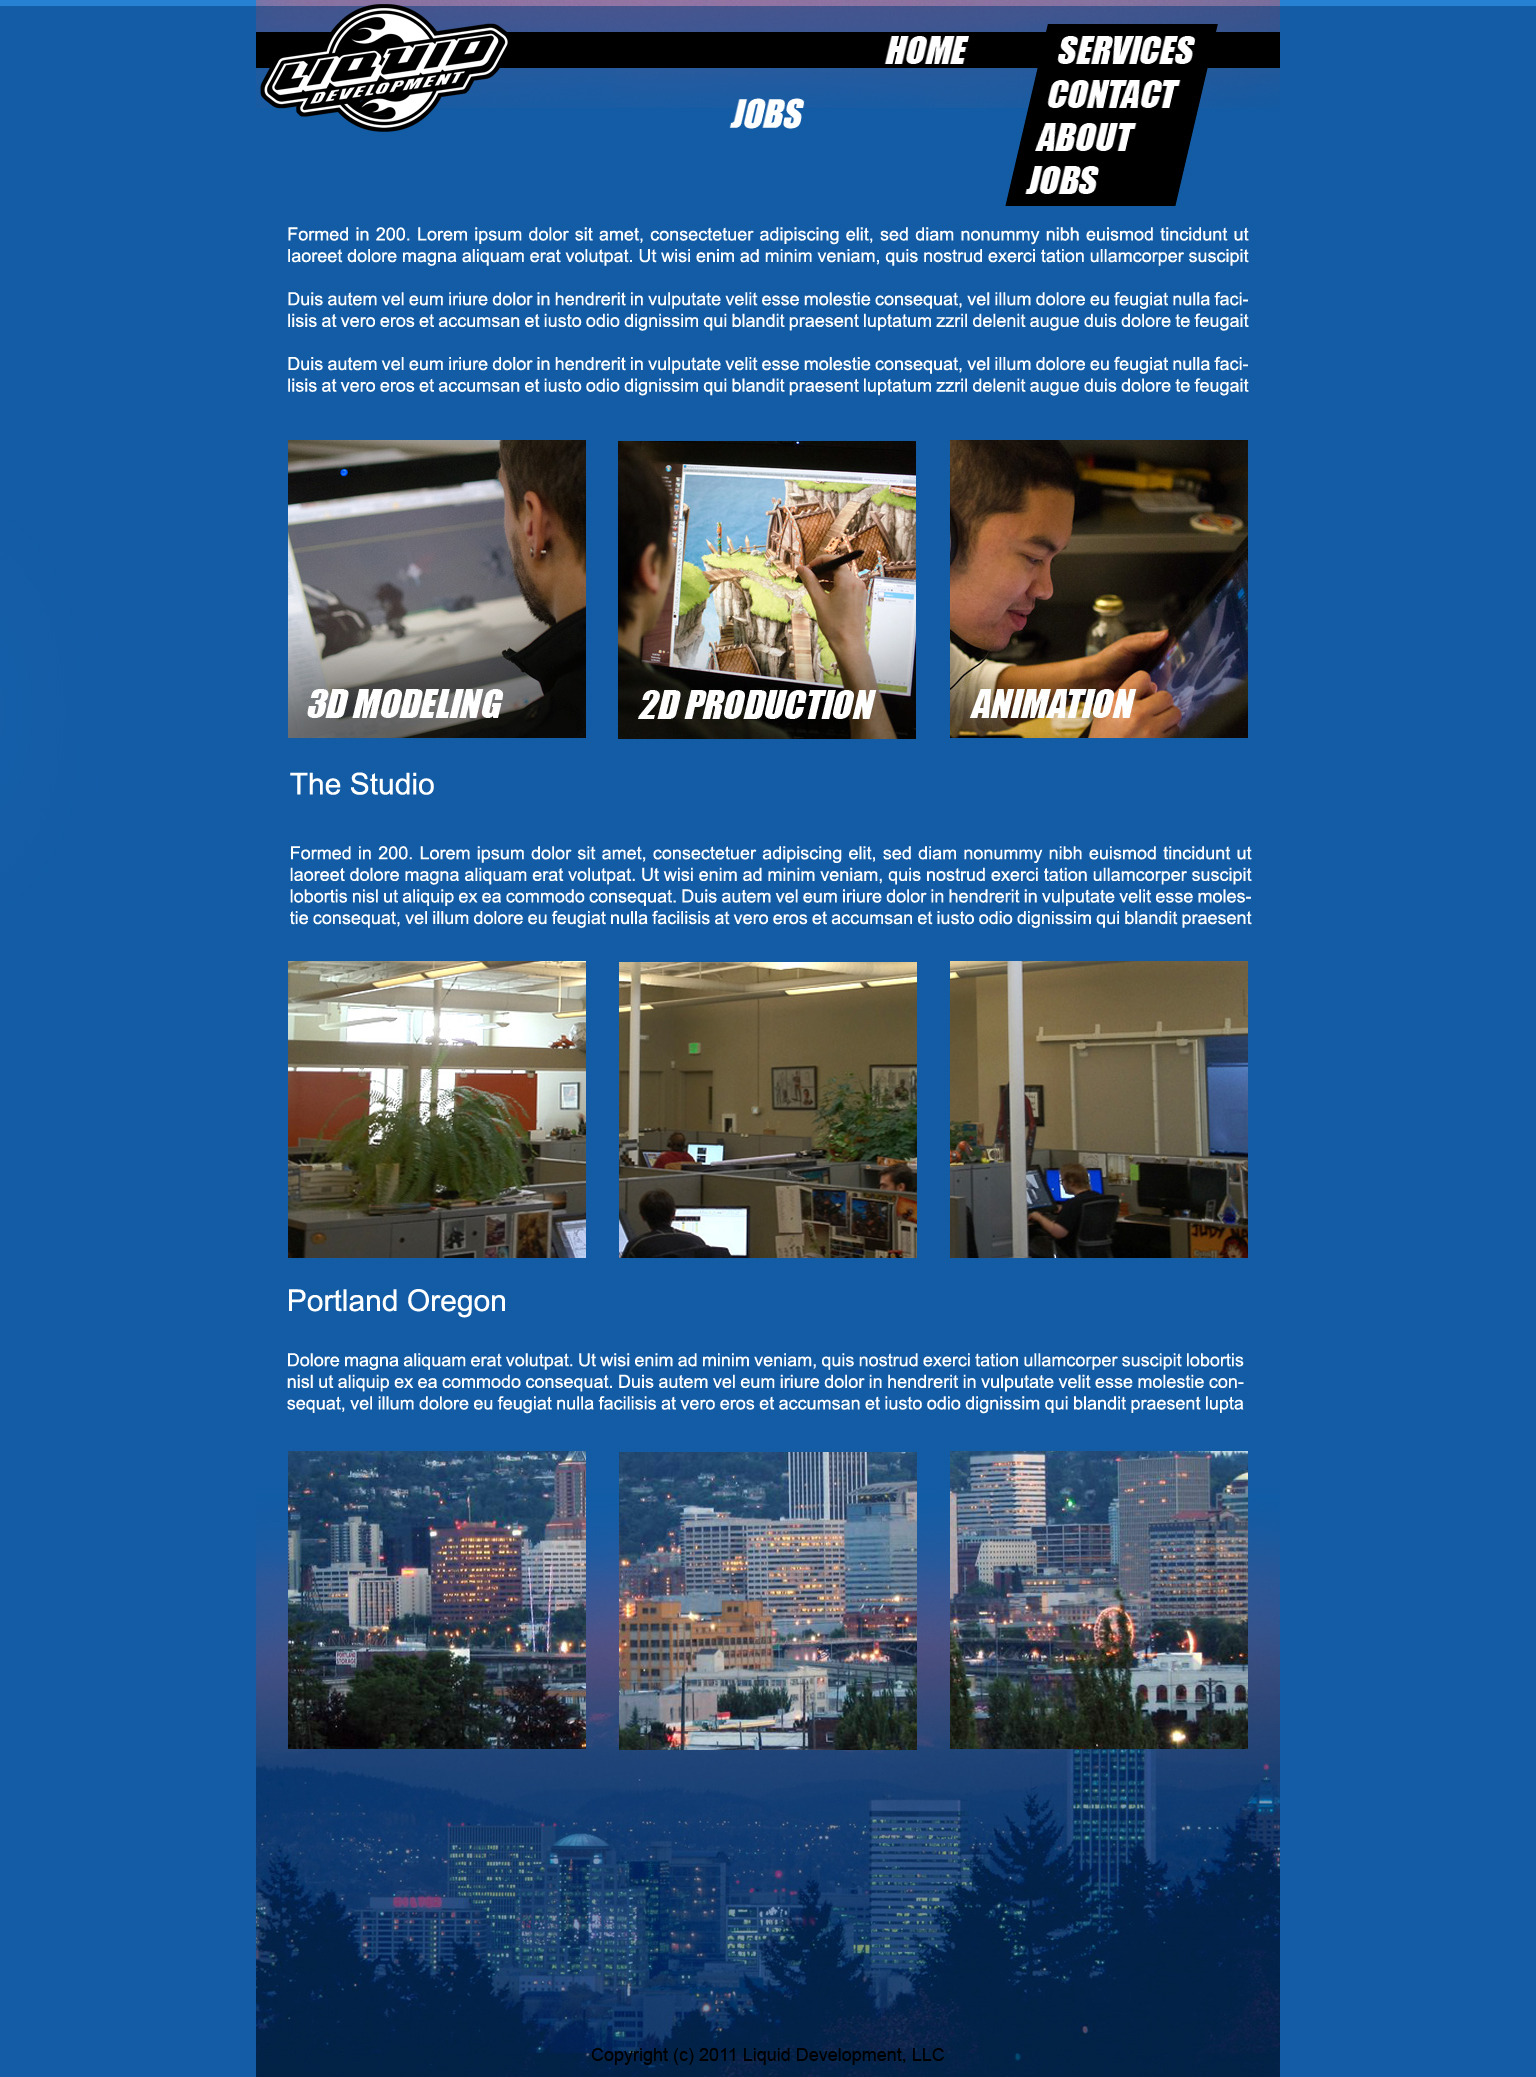 LIQUID
DEVELOPMENT
HOME
SERVICES
CONTACT
ABOUT
JOBS
JOBS
Formed in 200. Lorem ipsum dolor sit amet, consectetuer adipiscing elit, sed diam nonummy nibh euismod tincidunt ut
laoreet dolore magna aliquam erat volutpat. Ut wisi enim ad minim veniam, quis nostrud exerci tation ullamcorper suscipit
Duis autem vel eum iriure dolor in hendrerit in vulputate velit esse molestie consequat, vel illum dolore eu feugiat nulla faci-
lisis at vero eros et accumsan et iusto odio dignissim qui blandit praesent luptatum zzril delenit augue duis dolore te feugait
Duis autem vel eum iriure dolor in hendrerit in vulputate velit esse molestie consequat, vel illum dolore eu feugiat nulla faci-
lisis at vero eros et accumsan et iusto odio dignissim qui blandit praesent luptatum zzril delenit augue duis dolore te feugait
3D MODELING
2D PRODUCTION
ANIMATION
The Studio
Formed in 200. Lorem ipsum dolor sit amet, consectetuer adipiscing elit, sed diam nonummy nibh euismod tincidunt ut
laoreet dolore magna aliquam erat volutpat. Ut wisi enim ad minim veniam, quis nostrud exerci tation ullamcorper suscipit
lobortis nisl ut aliquip ex ea commodo consequat. Duis autem vel eum iriure dolor in hendrerit in vulputate velit esse moles-
tie consequat, vel illum dolore eu feugiat nulla facilisis at vero eros et accumsan et iusto odio dignissim qui blandit praesent
JUDY
Portland Oregon
Dolore magna aliquam erat volutpat. Ut wisi enim ad minim veniam, quis nostrud exerci tation ullamcorper suscipit lobortis
nisl ut aliquip ex ea commodo consequat. Duis autem vel eum iriure dolor in hendrerit in vulputate velit esse molestie con-
sequat, vel illum dolore eu feugiat nulla facilisis at vero eros et accumsan et iusto odio dignissim qui blandit praesent lupta
PORTLAND
STORAGE
Copyright (c) 2011 Liquid Development, LLC